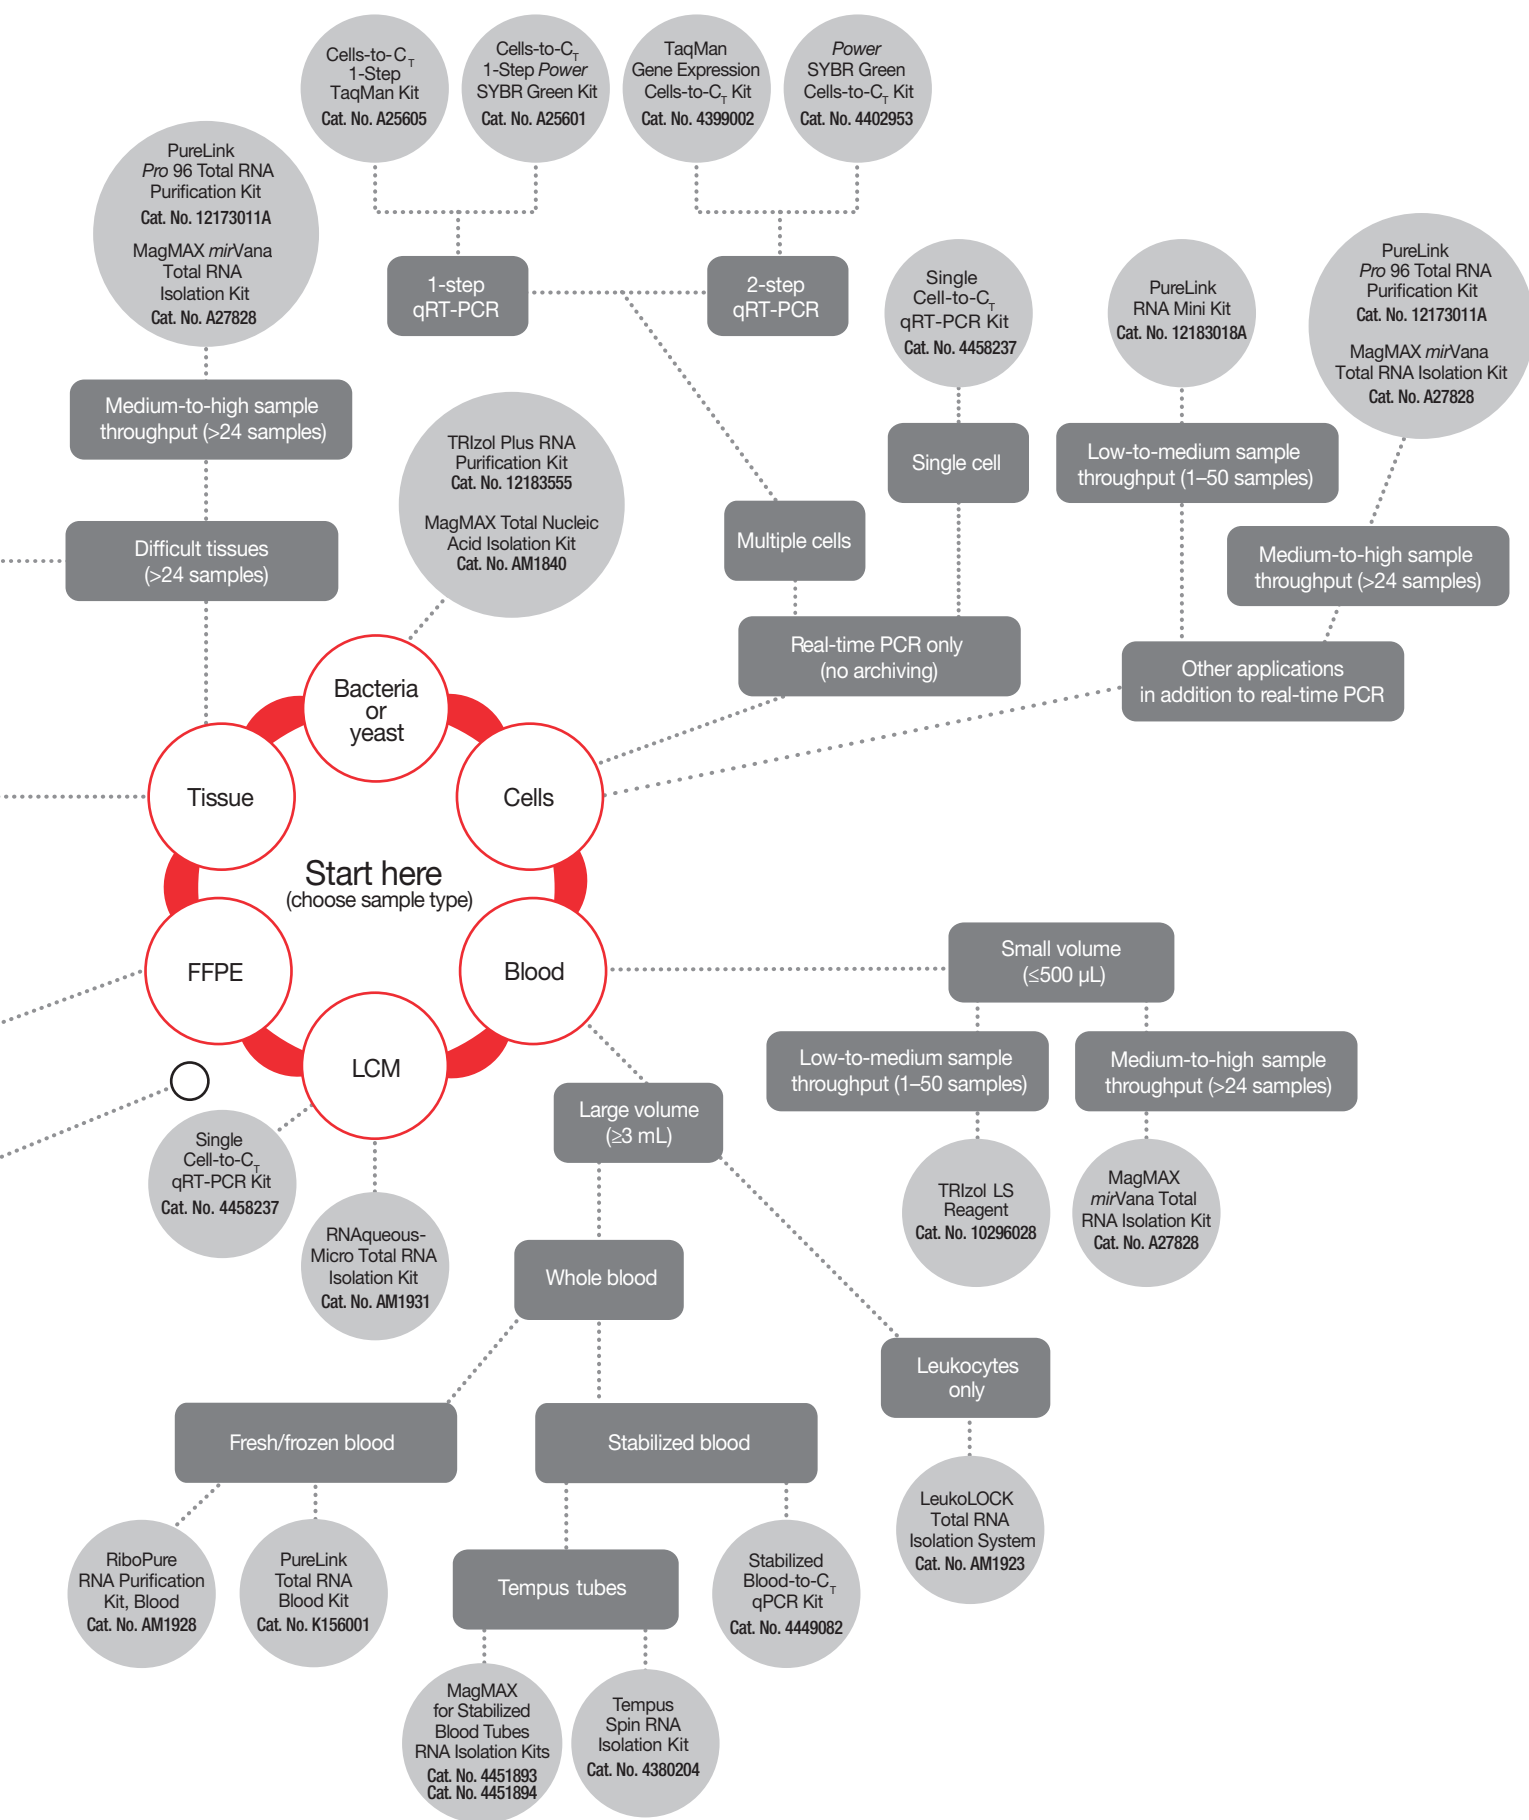 Cells-to-CT
1-Step
TaqMan Kit
Cat. No. A25605
Cells-to-CT
1-Step Power
SYBR Green Kit
Cat. No. A25601
TaqMan
Gene Expression
Cells-to-CT Kit
Cat. No. 4399002
Power
SYBR Green
Cells-to-CT Kit
Cat. No. 4402953
PureLink
Pro 96 Total RNA
Purification Kit
Cat. No. 12173011A
MagMAX mirVana
Total RNA
Isolation Kit
Cat. No. A27828
1-step
qRT-PCR
2-step
qRT-PCR
Single
Cell-to-CT
qRT-PCR Kit
Cat. No. 4458237
PureLink
RNA Mini Kit
Cat. No. 12183018A
PureLink
Pro 96 Total RNA
Purification Kit
Cat. No. 12173011A
MagMAX mirVana
Total RNA Isolation Kit
Cat. No. A27828
Medium-to-high sample
throughput (>24 samples)
TRIzol Plus RNA
Purification Kit
Cat. No. 12183555
MagMAX Total Nucleic
Acid Isolation Kit
Cat. No. AM1840
Single cell
Low-to-medium sample
throughput (1–50 samples)
Multiple cells
Difficult tissues
(>24 samples)
Medium-to-high sample
throughput (>24 samples)
Real-time PCR only
(no archiving)
Other applications
in addition to real-time PCR
Bacteria
or
yeast
Tissue
Cells
Start here
(choose sample type)
FFPE
Blood
LCM
Small volume
(≤500 µL)
Low-to-medium sample
throughput (1–50 samples)
Medium-to-high sample
throughput (>24 samples)
Large volume
(≥3 mL)
Single
Cell-to-CT
qRT-PCR Kit
Cat. No. 4458237
RNAqueous-
Micro Total RNA
Isolation Kit
Cat. No. AM1931
TRIzol LS
Reagent
Cat. No. 10296028
MagMAX
mirVana Total
RNA Isolation Kit
Cat. No. A27828
Whole blood
Leukocytes
only
Fresh/frozen blood
Stabilized blood
LeukoLOCK
Total RNA
Isolation System
Cat. No. AM1923
RiboPure
RNA Purification
Kit, Blood
Cat. No. AM1928
PureLink
Total RNA
Blood Kit
Cat. No. K156001
Tempus tubes
Stabilized
Blood-to-CT
qPCR Kit
Cat. No. 4449082
MagMAX
for Stabilized
Blood Tubes
RNA Isolation Kits
Cat. No. 4451893
Cat. No. 4451894
Tempus
Spin RNA
Isolation Kit
Cat. No. 4380204